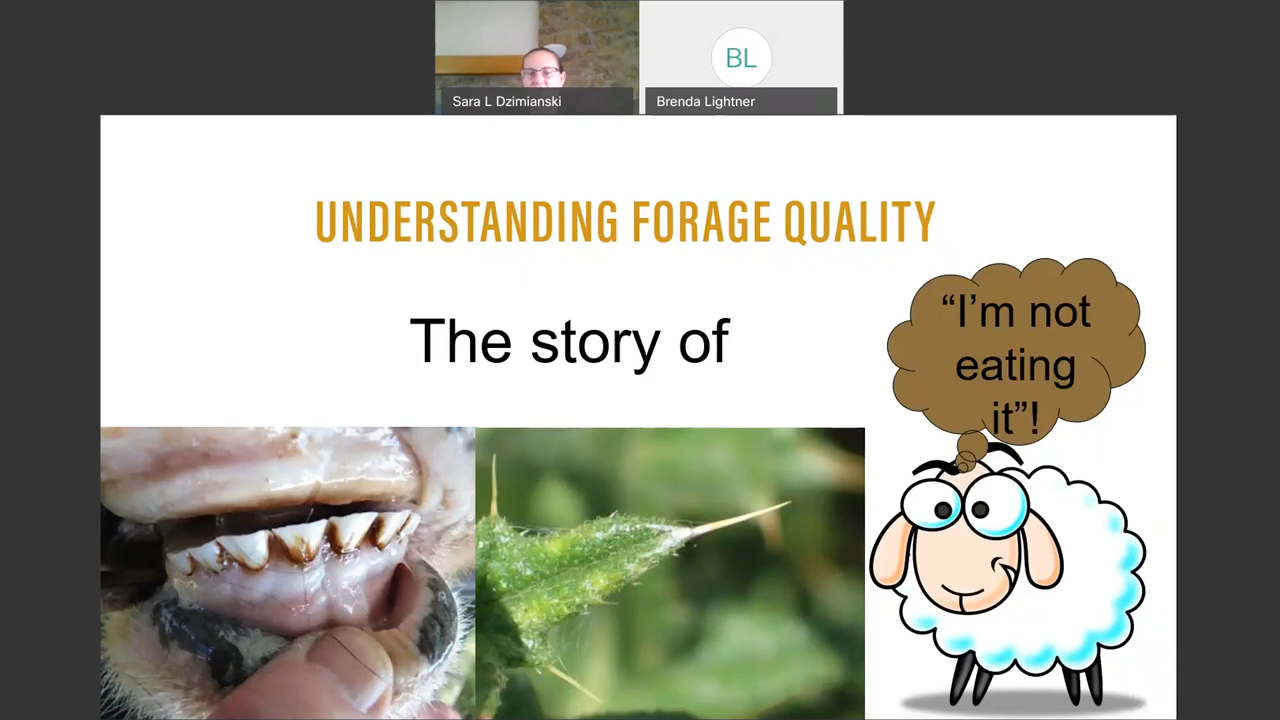 BL
Sara L Dzimianski
Brenda Lightner
UNDERSTANDING FORAGE QUALITY
The story of
“I’m not
eating
it”!